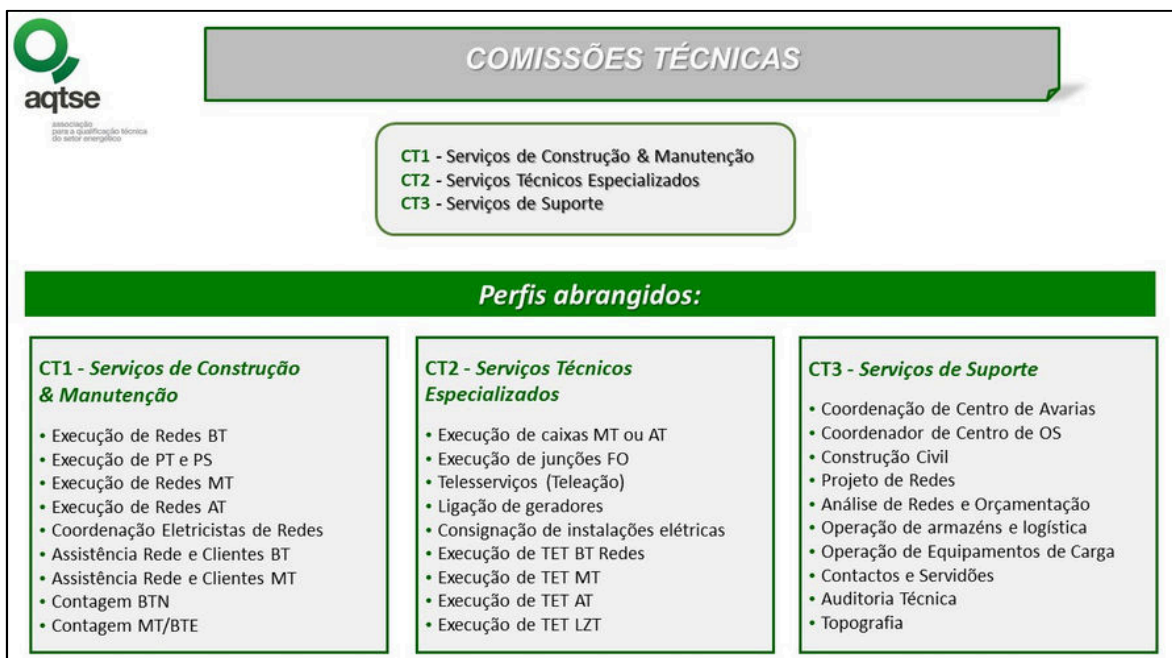 aqtse
associação
para a qualificação técnica
do setor energético
COMISSÕES TÉCNICAS
CT1 - Serviços de Construção & Manutenção
CT2 - Serviços Técnicos Especializados
CT3 - Serviços de Suporte
Perfis abrangidos:
CT1 - Serviços de Construção
& Manutenção
• Execução de Redes BT
• Execução de PT e PS
• Execução de Redes MT
• Execução de Redes AT
• Coordenação Eletricistas de Redes
• Assistência Rede e Clientes BT
• Assistência Rede e Clientes MT
• Contagem BTN
• Contagem MT/BTE
CT2 - Serviços Técnicos
Especializados
• Execução de caixas MT ou AT
• Execução de junções FO
• Telesserviços (Teleação)
• Ligação de geradores
• Consignação de instalações elétricas
• Execução de TET BT Redes
• Execução de TET MT
• Execução de TET AT
• Execução de TET LZT
CT3 - Serviços de Suporte
• Coordenação de Centro de Avarias
• Coordenador de Centro de OS
• Construção Civil
• Projeto de Redes
• Análise de Redes e Orçamentação
• Operação de armazéns e logística
• Operação de Equipamentos de Carga
• Contactos e Servidões
• Auditoria Técnica
• Topografia